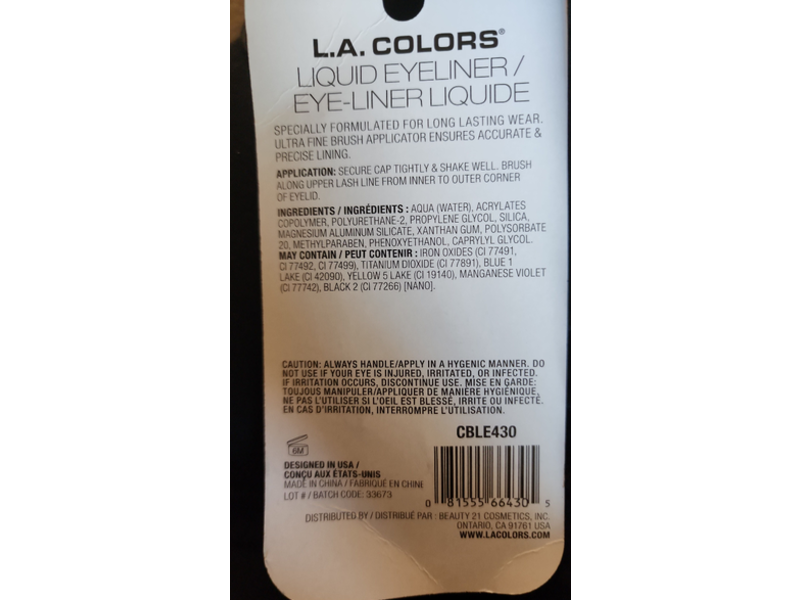 L.A. COLORS®
LIQUID EYELINER /
EYE-LINER LIQUIDE
SPECIALLY FORMULATED FOR LONG LASTING WEAR.
ULTRA FINE BRUSH APPLICATOR ENSURES ACCURATE &
PRECISE LINING.
APPLICATION: SECURE CAP TIGHTLY & SHAKE WELL. BRUSH
ALONG UPPER LASH LINE FROM INNER TO OUTER CORNER
OF EYELID.
INGREDIENTS / INGRÉDIENTS : AQUA (WATER), ACRYLATES
COPOLYMER, POLYURETHANE-2, PROPYLENE GLYCOL, SILICA,
MAGNESIUM ALUMINUM SILICATE, XANTHAN GUM, POLYSORBATE
20, METHYLPARABEN, PHENOXYETHANOL, CAPRYLYL GLYCOL.
MAY CONTAIN / PEUT CONTENIR : IRON OXIDES (CI 77491,
CI 77492, CI 77499), TITANIUM DIOXIDE (CI 77891), BLUE 1
LAKE (CI 42090), YELLOW 5 LAKE (CI 19140), MANGANESE VIOLET
(CI 77742), BLACK 2 (CI 77266) [NANO].
CAUTION: ALWAYS HANDLE/APPLY IN A HYGENIC MANNER. DO
NOT USE IF YOUR EYE IS INJURED, IRRITATED, OR INFECTED.
IF IRRITATION OCCURS, DISCONTINUE USE. MISE EN GARDE:
TOUJOUS MANIPULER/APPLIQUER DE MANIÈRE HYGIÉNIQUE,
NE PAS L'UTILISER SI L'OEIL EST BLESSÉ, IRRITE OU INFECTÉ.
EN CAS D'IRRITATION, INTERROMPRE L'UTILISATION.
CBLE430
6M
DESIGNED IN USA /
CONÇU AUX ÉTATS-UNIS
MADE IN CHINA / FABRIQUÉ EN CHINE
LOT # / BATCH CODE: 33673
0 81555 66430 5
DISTRIBUTED BY / DISTRIBUÉ PAR : BEAUTY 21 COSMETICS, INC.
ONTARIO, CA 91761 USA
WWW.LACOLORS.COM